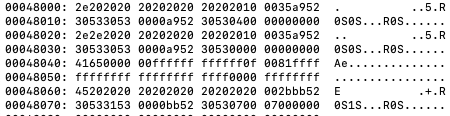 00048000: 2e202020 20202020 20202010 0035a952 . ..5.R
00048010: 30533053 0000a952 30530400 00000000 0S0S...R0S......
00048020: 2e2e2020 20202020 20202010 0035a952 .. ..5.R
00048030: 30533053 0000a952 30530000 00000000 0S0S...R0S......
00048040: 41650000 00ffffff ffffff0f 0081ffff Ae..............
00048050: ffffffff ffffffff ffff0000 ffffffff ................
00048060: 45202020 20202020 20202020 002bbb52 E .+.R
00048070: 30533153 0000bb52 30530700 07000000 0S1S...R0S......